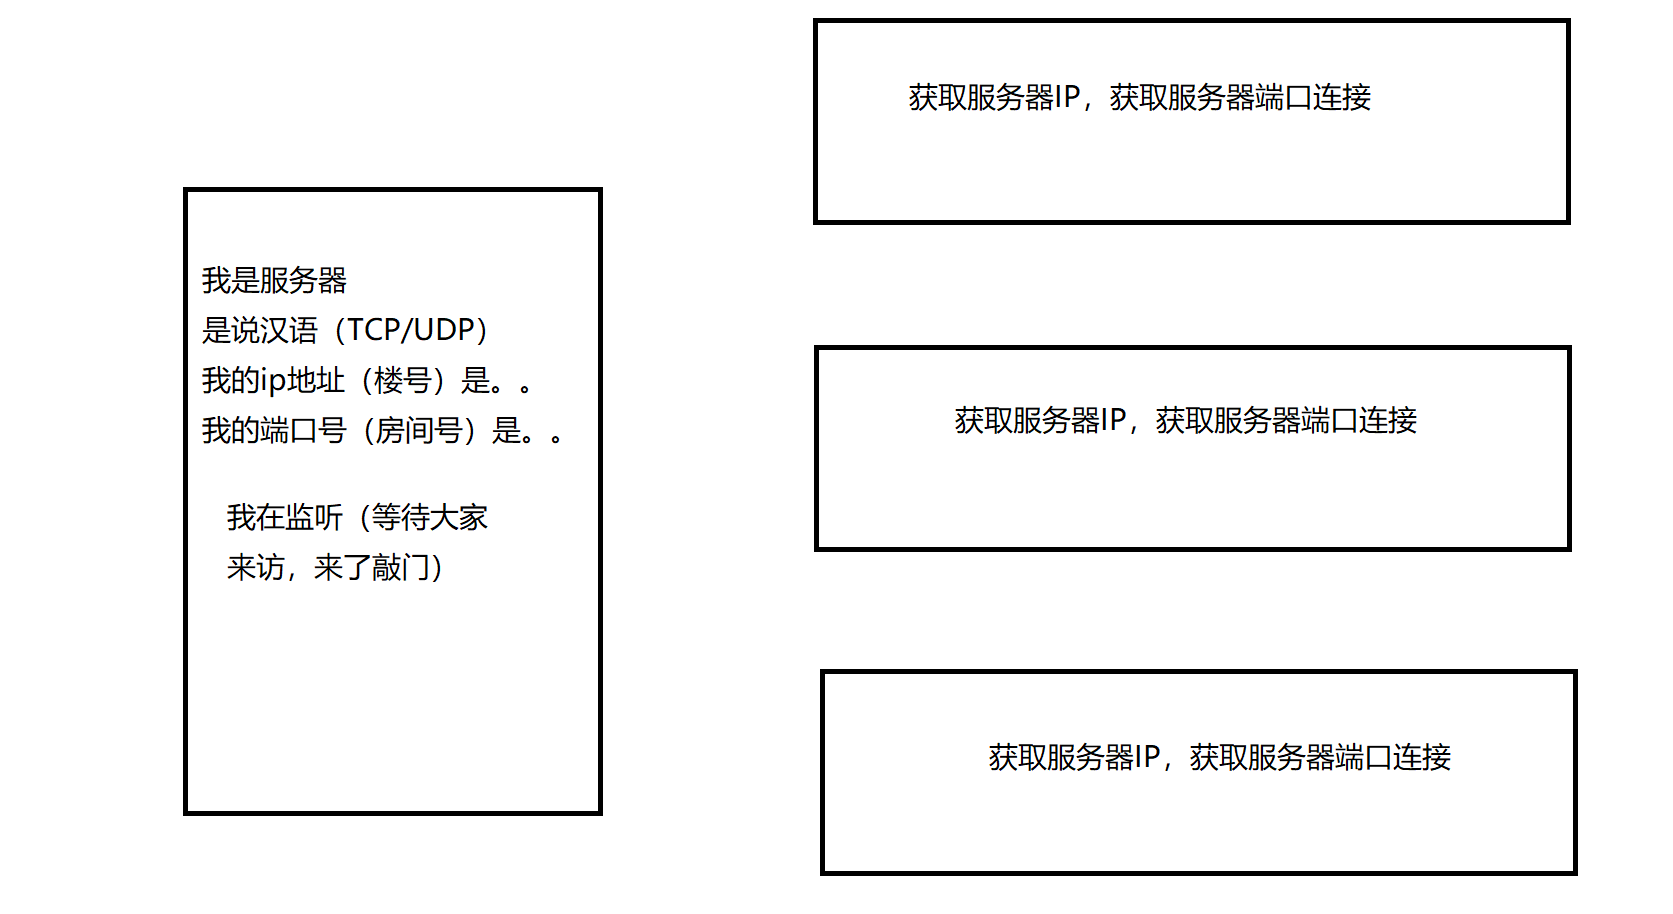 我是服务器
是说汉语（TCP/UDP）
我的ip地址（楼号）是。。
我的端口号（房间号）是。。
我在监听（等待大家
来访，来了敲门）
获取服务器IP，获取服务器端口连接
获取服务器IP，获取服务器端口连接
获取服务器IP，获取服务器端口连接